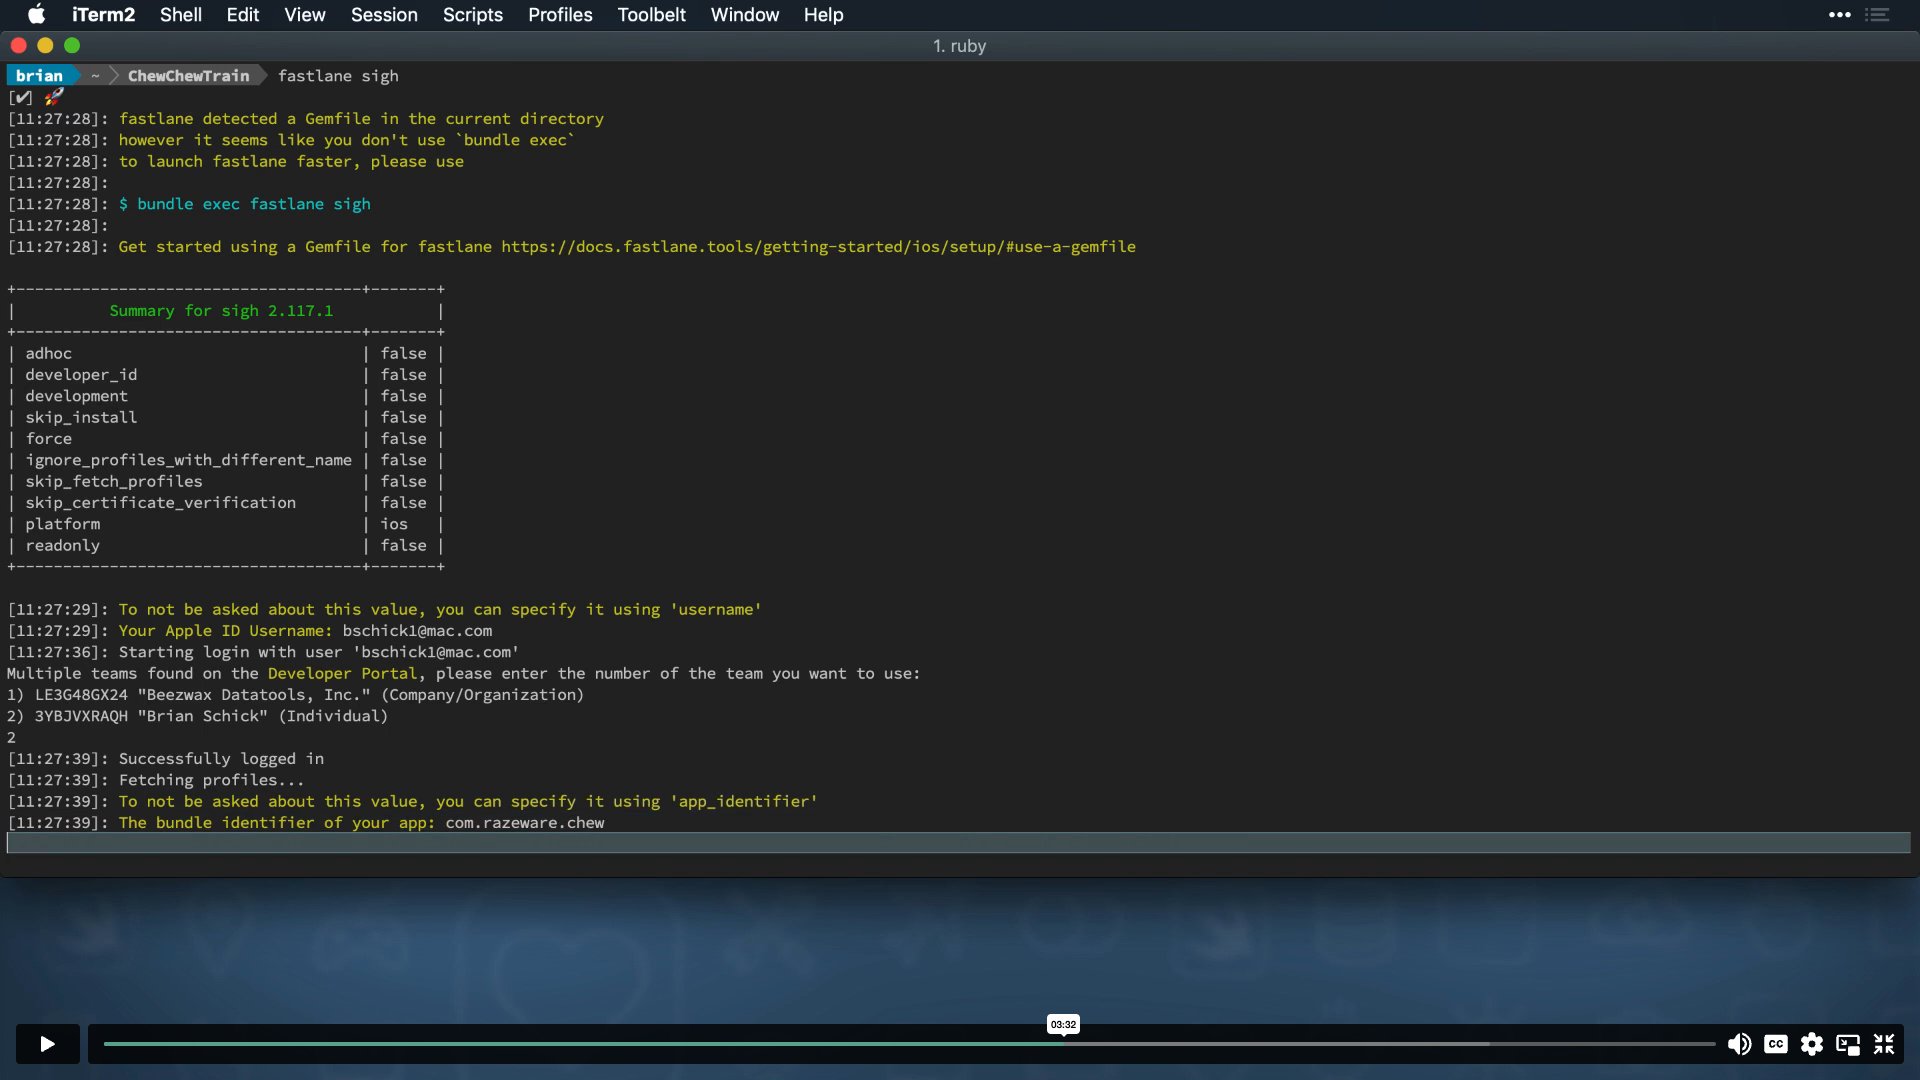 iTerm2 Shell Edit View Session Scripts Profiles Toolbelt Window Help
1. ruby
brian ~ ChewChewTrain fastlane sigh
[✔] 🚀
[11:27:28]: fastlane detected a Gemfile in the current directory
[11:27:28]: however it seems like you don't use `bundle exec`
[11:27:28]: to launch fastlane faster, please use
[11:27:28]:
[11:27:28]: $ bundle exec fastlane sigh
[11:27:28]:
[11:27:28]: Get started using a Gemfile for fastlane https://docs.fastlane.tools/getting-started/ios/setup/#use-a-gemfile
+-------------------------------------+-------+
| Summary for sigh 2.117.1 |
+-------------------------------------+-------+
| adhoc | false |
| developer_id | false |
| development | false |
| skip_install | false |
| force | false |
| ignore_profiles_with_different_name | false |
| skip_fetch_profiles | false |
| skip_certificate_verification | false |
| platform | ios |
| readonly | false |
+-------------------------------------+-------+
[11:27:29]: To not be asked about this value, you can specify it using 'username'
[11:27:29]: Your Apple ID Username: bschick1@mac.com
[11:27:36]: Starting login with user 'bschick1@mac.com'
Multiple teams found on the Developer Portal, please enter the number of the team you want to use:
1) LE3G48GX24 "Beezwax Datatools, Inc." (Company/Organization)
2) 3YBJVXRAQH "Brian Schick" (Individual)
2
[11:27:39]: Successfully logged in
[11:27:39]: Fetching profiles...
[11:27:39]: To not be asked about this value, you can specify it using 'app_identifier'
[11:27:39]: The bundle identifier of your app: com.razeware.chew
03:32
CC